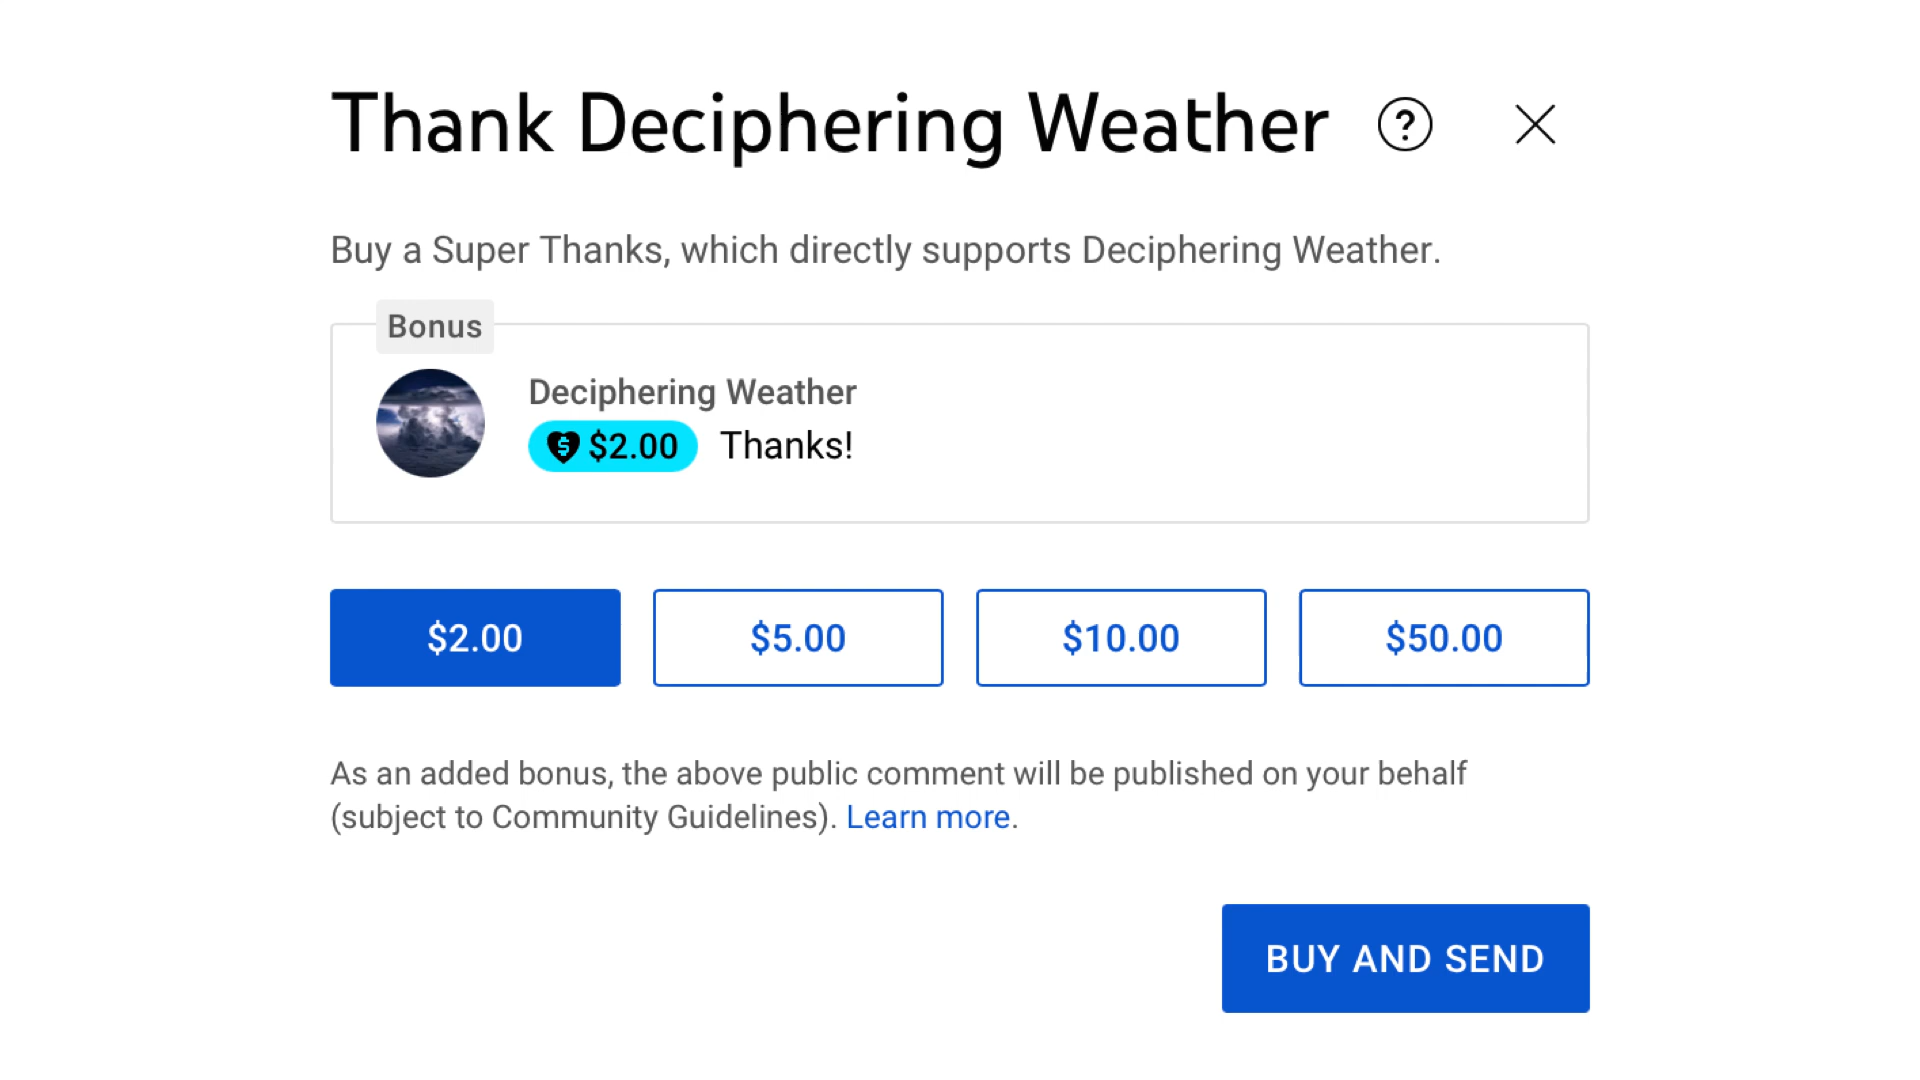 Thank Deciphering Weather ?
Buy a Super Thanks, which directly supports Deciphering Weather.
Bonus
Deciphering Weather
$ $2.00 Thanks!
$2.00 $5.00 $10.00 $50.00
As an added bonus, the above public comment will be published on your behalf
(subject to Community Guidelines). Learn more.
BUY AND SEND